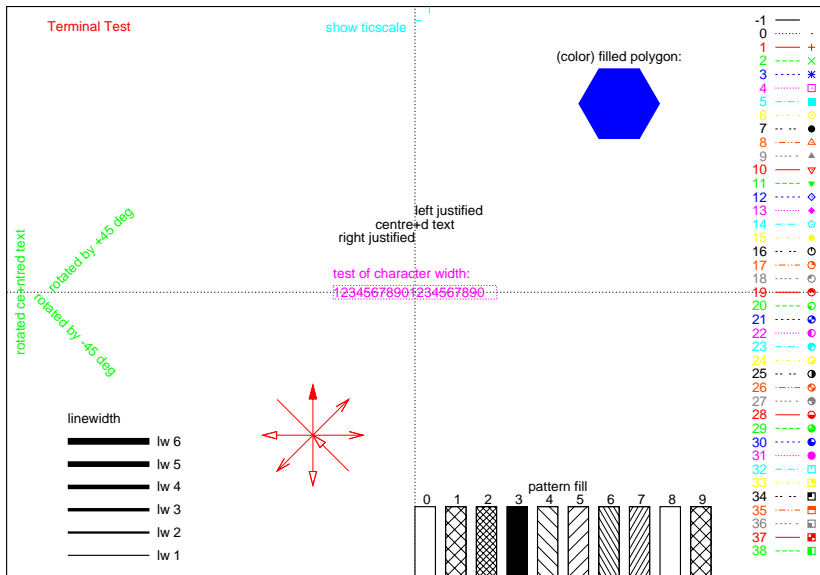 Terminal Test
show ticscale
(color) filled polygon:
left justified
centre+d text
right justified
test of character width:
12345678901234567890
rotated ce+ntred text
rotated by +45 deg
rotated by -45 deg
linewidth
lw 6
lw 5
lw 4
lw 3
lw 2
lw 1
pattern fill
0 1 2 3 4 5 6 7 8 9
-1
0
1
2
3
4
5
6
7
8
9
10
11
12
13
14
15
16
17
18
19
20
21
22
23
24
25
26
27
28
29
30
31
32
33
34
35
36
37
38